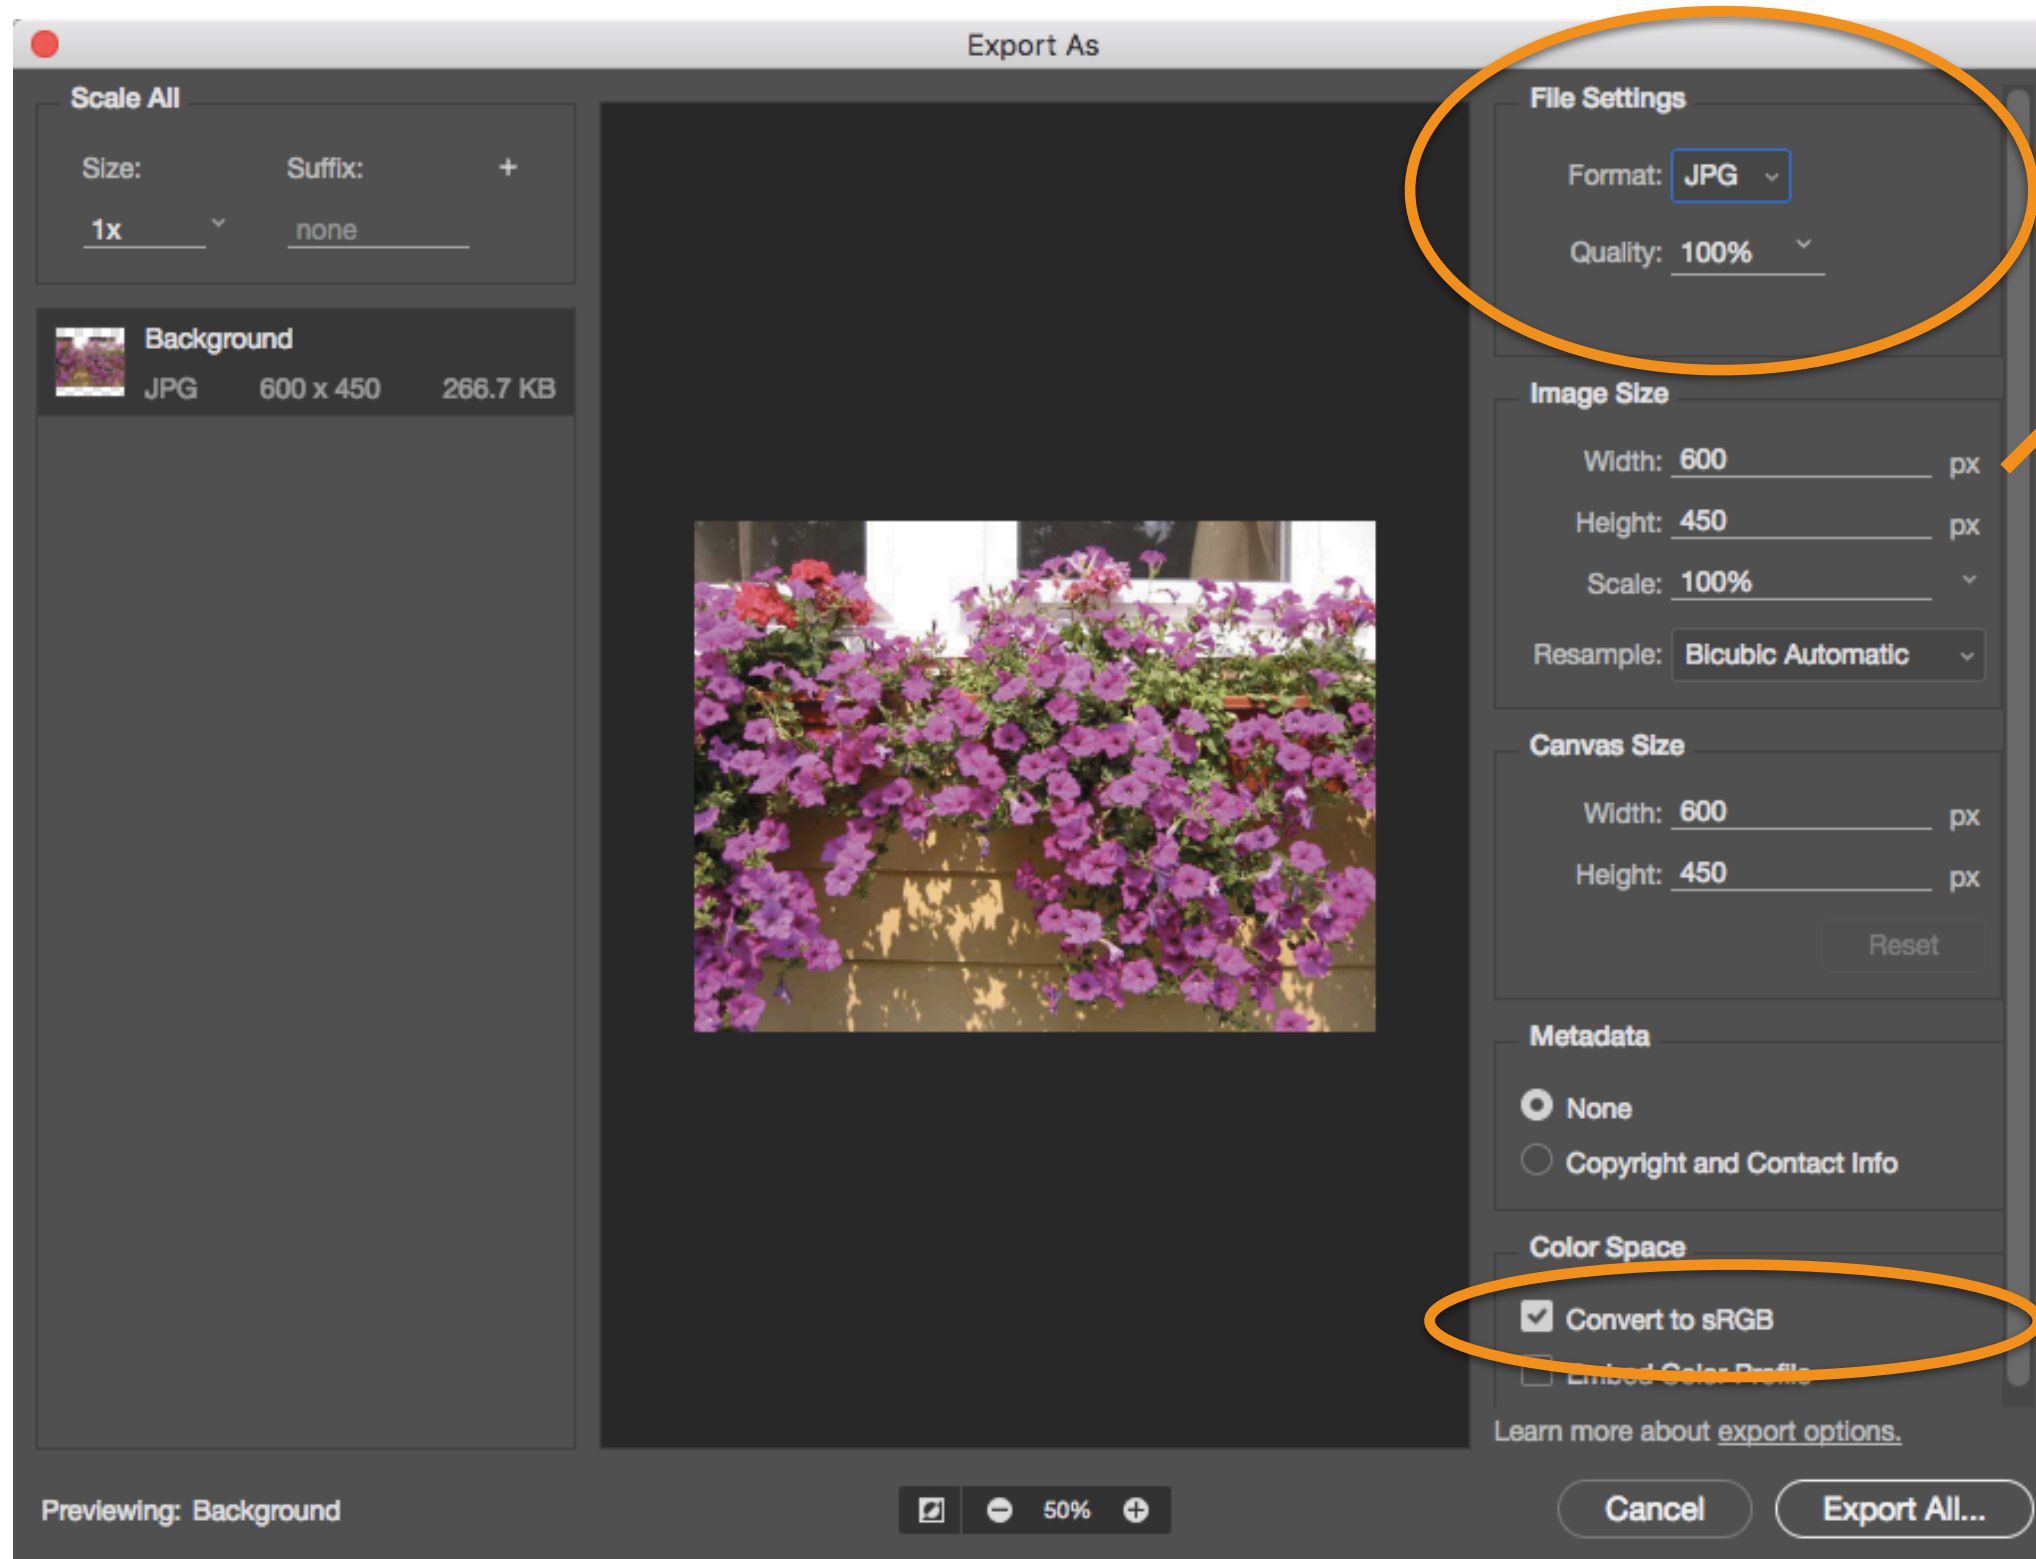 Export As
Scale All
Size: Suffix: +
1x none
Background
JPG 600 x 450 266.7 KB
File Settings
Format: JPG
Quality: 100%
Image Size
Width: 600 px
Height: 450 px
Scale: 100%
Resample: Bicubic Automatic
Canvas Size
Width: 600 px
Height: 450 px
Reset
Metadata
None
Copyright and Contact Info
Color Space
Convert to sRGB
Embed Color Profile
Learn more about export options.
Previewing: Background
50%
Cancel Export All...